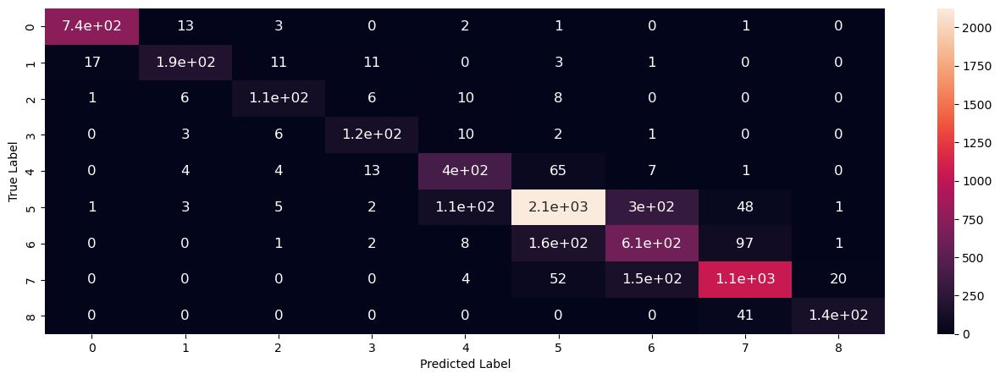 7.4e+02 13 3 0 2 1 0 1 0
17 1.9e+02 11 11 0 3 1 0 0
1 6 1.1e+02 6 10 8 0 0 0
0 3 6 1.2e+02 10 2 1 0 0
0 4 4 13 4e+02 65 7 1 0
1 3 5 2 1.1e+02 2.1e+03 3e+02 48 1
0 0 1 2 8 1.6e+02 6.1e+02 97 1
0 0 0 0 4 52 1.5e+02 1.1e+03 20
0 0 0 0 0 0 0 41 1.4e+02
0
1
2
3
4
5
6
7
8
True Label
0 1 2 3 4 5 6 7 8
Predicted Label
2000
1750
1500
1250
1000
750
500
250
0